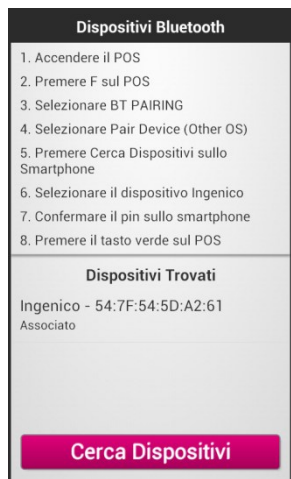 Dispositivi Bluetooth
1. Accendere il POS
2. Premere F sul POS
3. Selezionare BT PAIRING
4. Selezionare Pair Device (Other OS)
5. Premere Cerca Dispositivi sullo
Smartphone
6. Selezionare il dispositivo Ingenico
7. Confermare il pin sullo smartphone
8. Premere il tasto verde sul POS
Dispositivi Trovati
Ingenico - 54:7F:54:5D:A2:61
Associato
Cerca Dispositivi